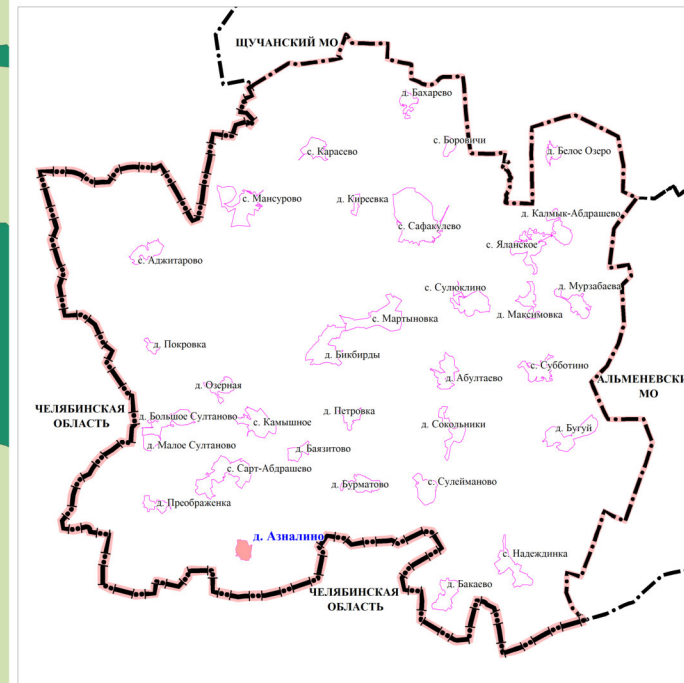 ЩУЧАНСКИЙ МО
д. Бахарево
с. Боровичи
с. Карасево
д. Белое Озеро
с. Мансурово
д. Киреевка
с. Сафакулево
д. Калмык-Абдрашево
с. Яланское
с. Аджитарово
с. Сулюклино
д. Мурзабаева
с. Мартыновка
д. Максимовка
д. Покровка
д. Бикбирды
с. Субботино
д. Абултаево
АЛЬМЕНЕВСКИ
МО
д. Озерная
ЧЕЛЯБИНСКАЯ
ОБЛАСТЬ
д. Большое Султаново
с. Камышное
д. Петровка
д. Сокольники
д. Бугуй
д. Малое Султаново
д. Баязитово
с. Сарт-Абдрашево
д. Бурматово
с. Сулейманово
д. Преображенка
д. Азналино
с. Надеждинка
д. Бакаево
ЧЕЛЯБИНСКАЯ
ОБЛАСТЬ